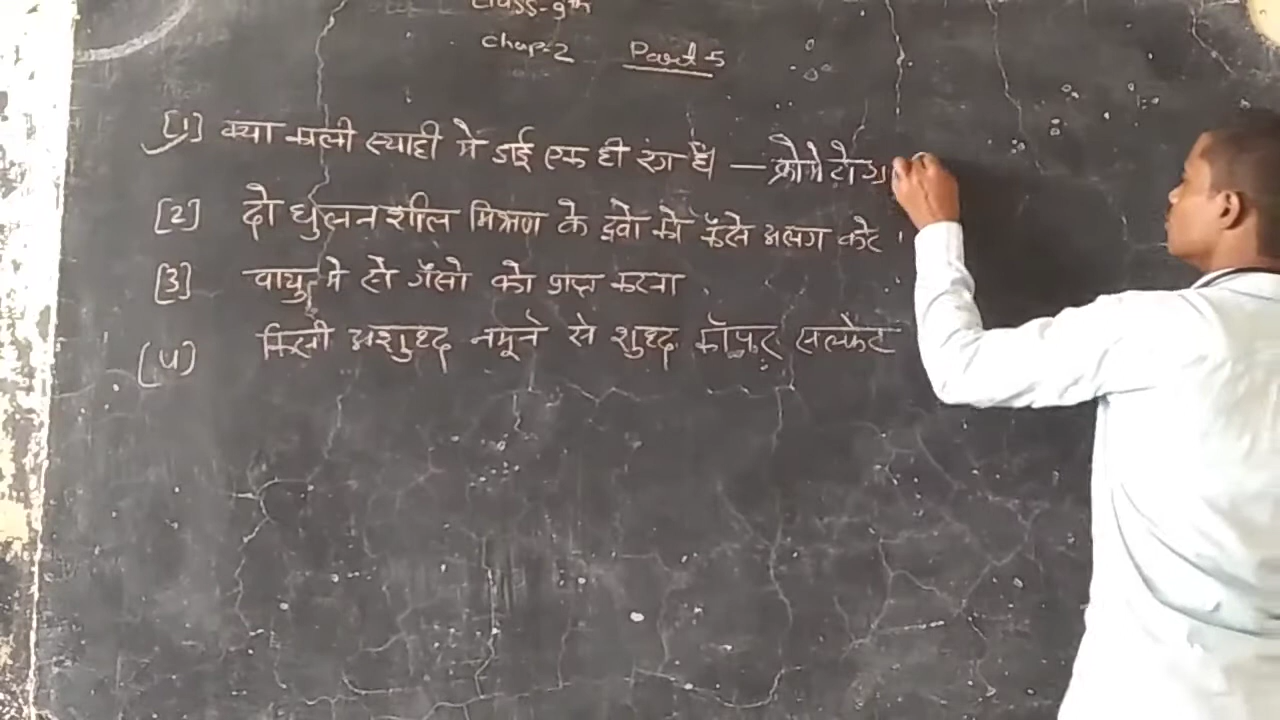 Class-9th
Chap-2 Part 5
[1] क्या काली स्याही मे डाई एक ही रंग है। — क्रोमेटोग्रा
[2] दो घुलनशील मिश्रण के द्रवो को कैसे अलग करे
[3] वायु मे से गैसो को प्राप्त करना
[4] किसी अशुध्द नमूने से शुध्द कॉपर सल्फेट